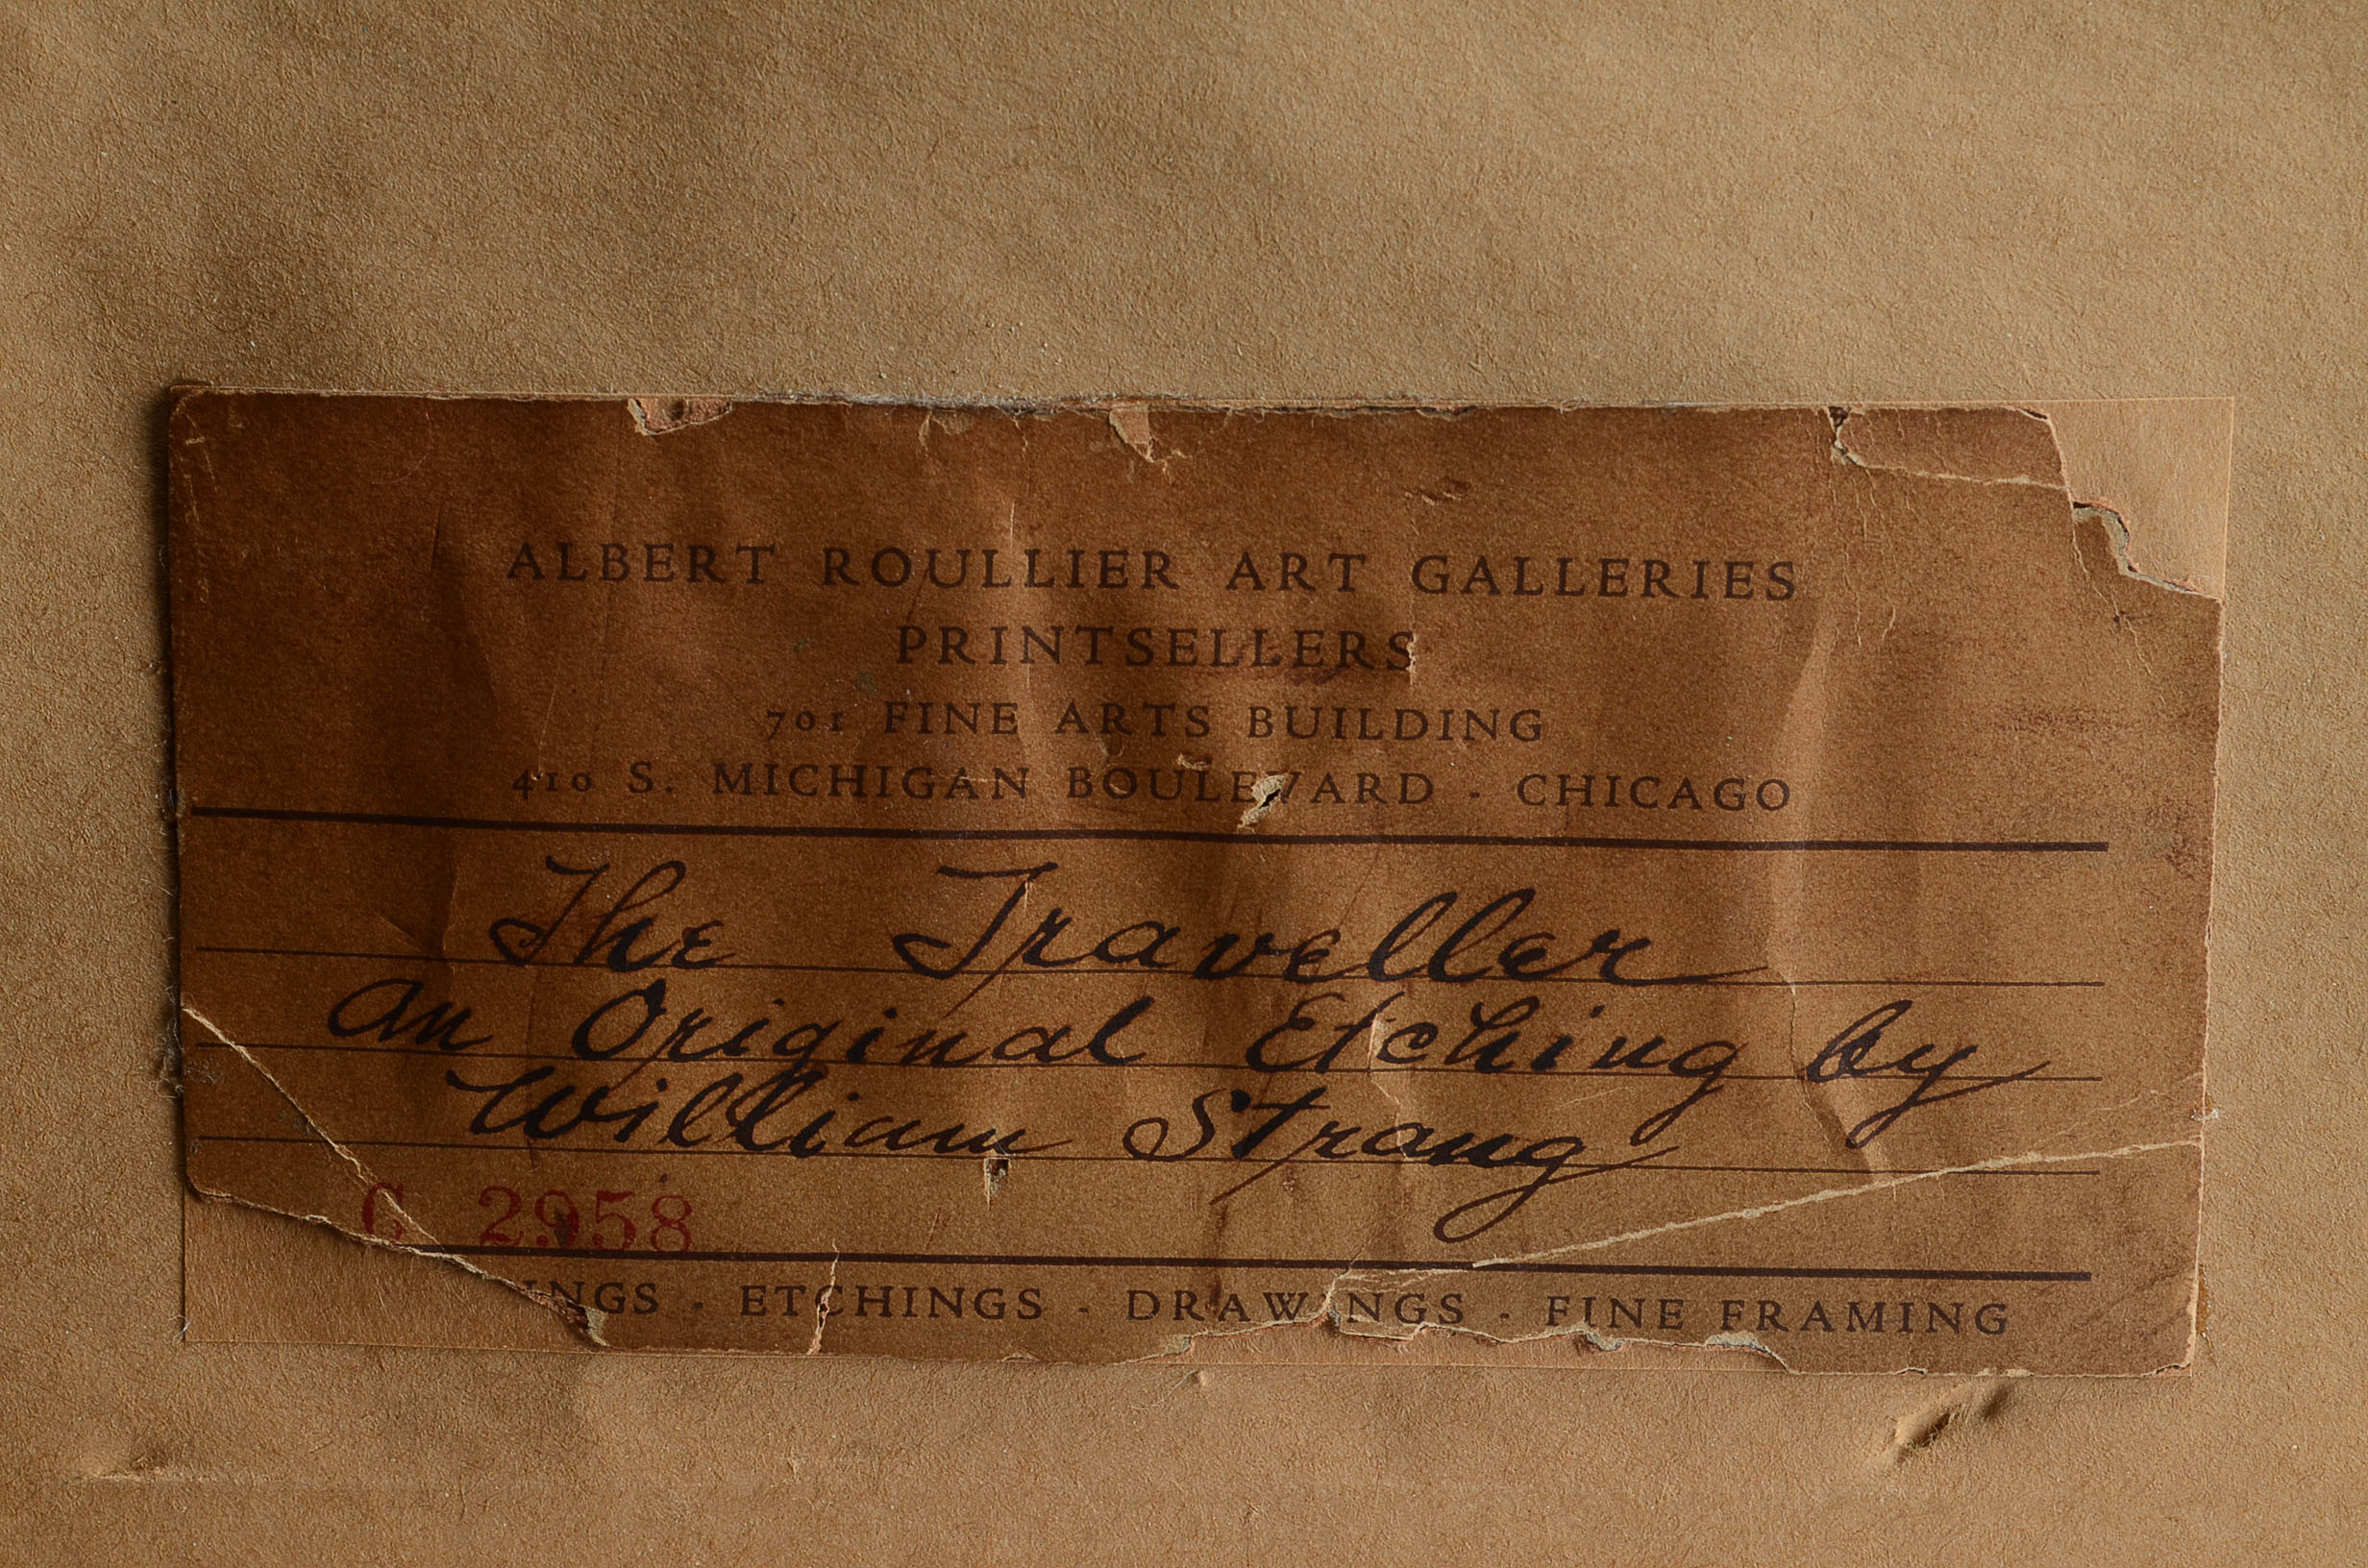 ALBERT ROULLIER ART GALLERIES
PRINTSELLERS
701 FINE ARTS BUILDING
410 S. MICHIGAN BOULEVARD - CHICAGO
The Traveller
an Original Etching by
William Strang
2958
INGS - ETCHINGS - DRAWINGS - FINE FRAMING